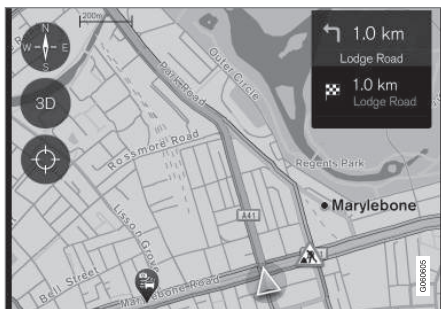 200m
N
W
E
S
3D
1.0 km
Lodge Road
1.0 km
Lodge Road
Park Road
Outer Circle
Rossmore Road
Regents Park
Lisson Grove
A41
Marylebone
Bell Street
Marylebone Road
G060605